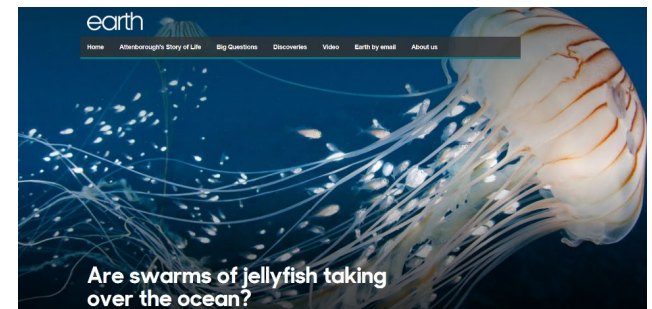 earth
Home Attenborough's Story of Life Big Questions Discoveries Video Earth by email About us
Are swarms of jellyfish taking
over the ocean?